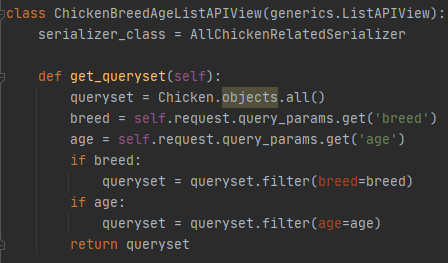 class ChickenBreedAgeListAPIView(generics.ListAPIView):
    serializer_class = AllChickenRelatedSerializer

    def get_queryset(self):
        queryset = Chicken.objects.all()
        breed = self.request.query_params.get('breed')
        age = self.request.query_params.get('age')
        if breed:
            queryset = queryset.filter(breed=breed)
        if age:
            queryset = queryset.filter(age=age)
        return queryset